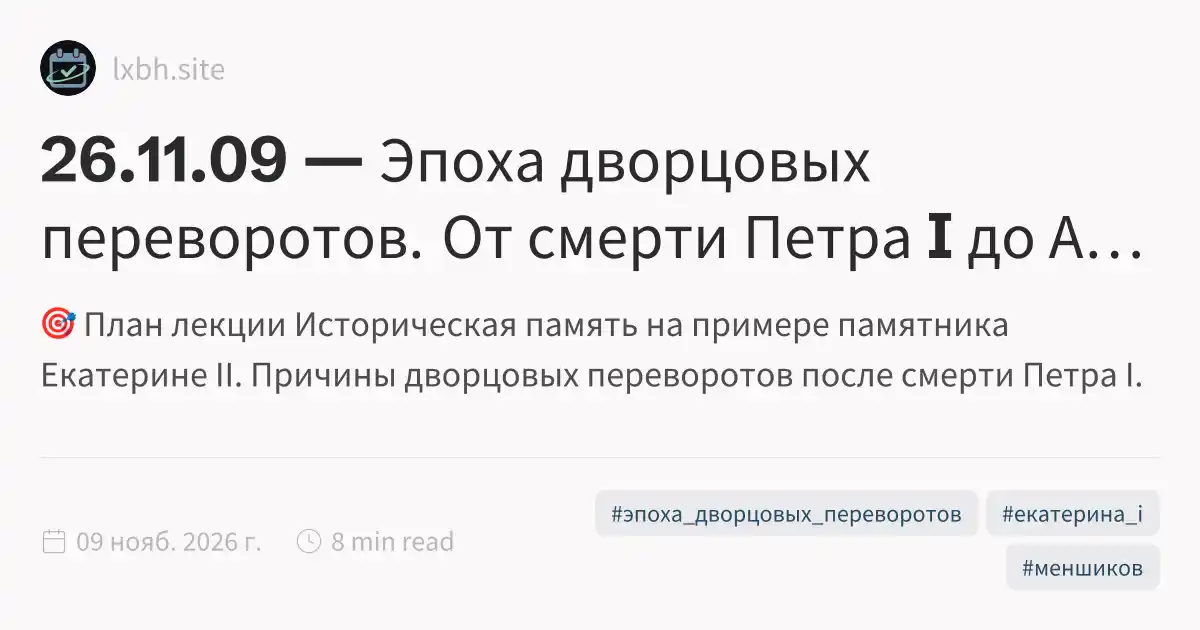 lxbh.site
26.11.09 — Эпоха дворцовых
переворотов. От смерти Петра I до А…
🎯 План лекции Историческая память на примере памятника
Екатерине II. Причины дворцовых переворотов после смерти Петра I.
#эпоха_дворцовых_переворотов #екатерина_i
09 нояб. 2026 г. 8 min read
#меншиков